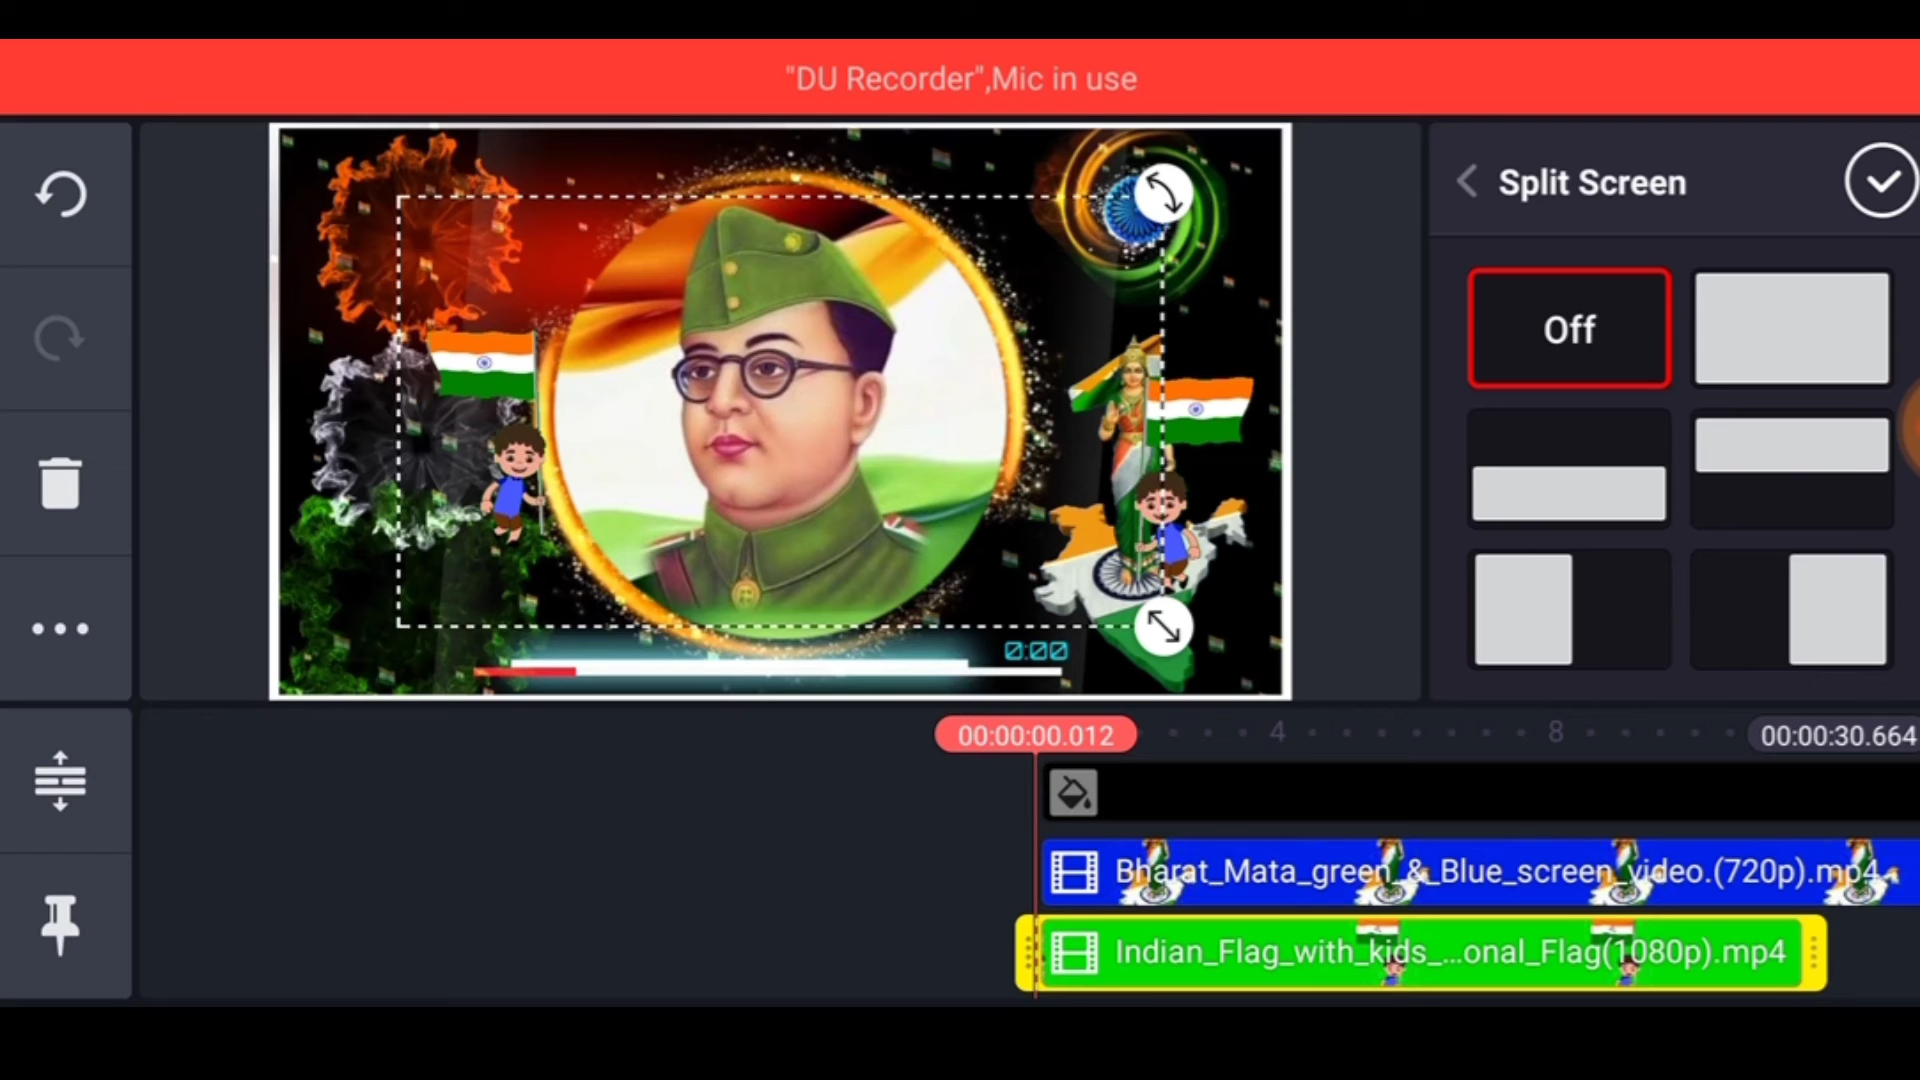 "DU Recorder",Mic in use
Split Screen
Off
0:00
00:00:00.012
4
8
00:00:30.664
Bharat_Mata_green_&_Blue_screen_video.(720p).mp4
Indian_Flag_with_kids_...onal_Flag(1080p).mp4